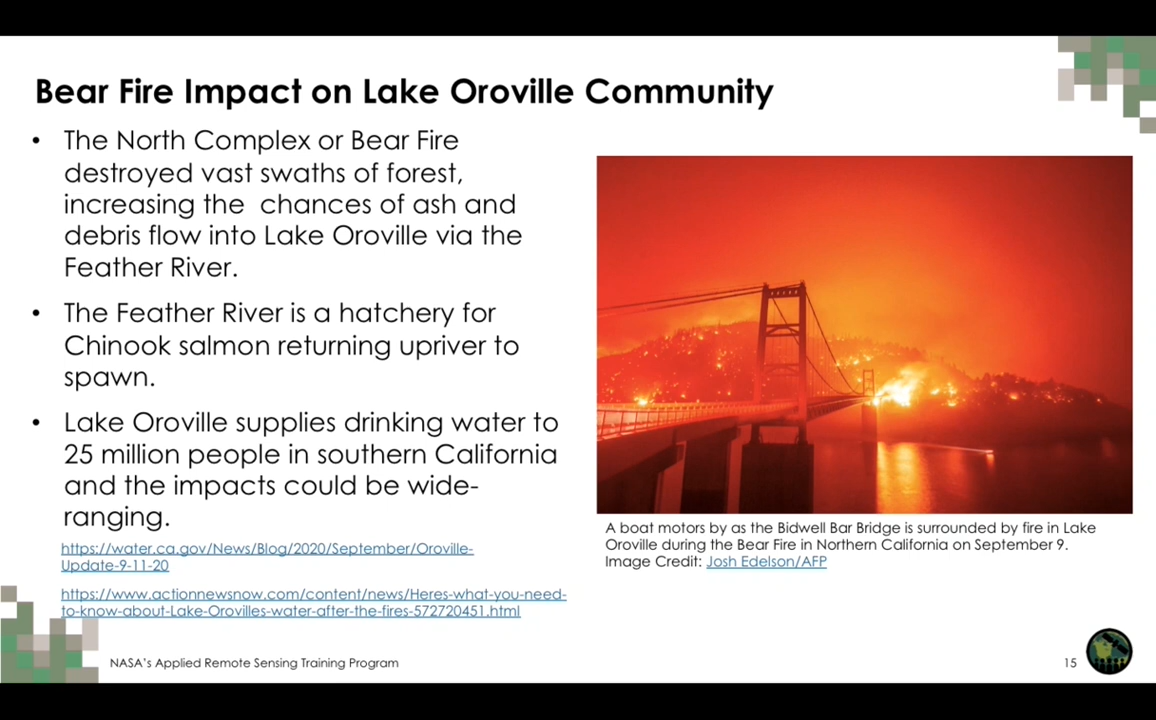 Bear Fire Impact on Lake Oroville Community
• The North Complex or Bear Fire
destroyed vast swaths of forest,
increasing the chances of ash and
debris flow into Lake Oroville via the
Feather River.
• The Feather River is a hatchery for
Chinook salmon returning upriver to
spawn.
• Lake Oroville supplies drinking water to
25 million people in southern California
and the impacts could be wide-
ranging.
https://water.ca.gov/News/Blog/2020/September/Oroville-
Update-9-11-20
https://www.actionnewsnow.com/content/news/Heres-what-you-need-
to-know-about-Lake-Orovilles-water-after-the-fires-572720451.html
A boat motors by as the Bidwell Bar Bridge is surrounded by fire in Lake
Oroville during the Bear Fire in Northern California on September 9.
Image Credit: Josh Edelson/AFP
NASA's Applied Remote Sensing Training Program
15